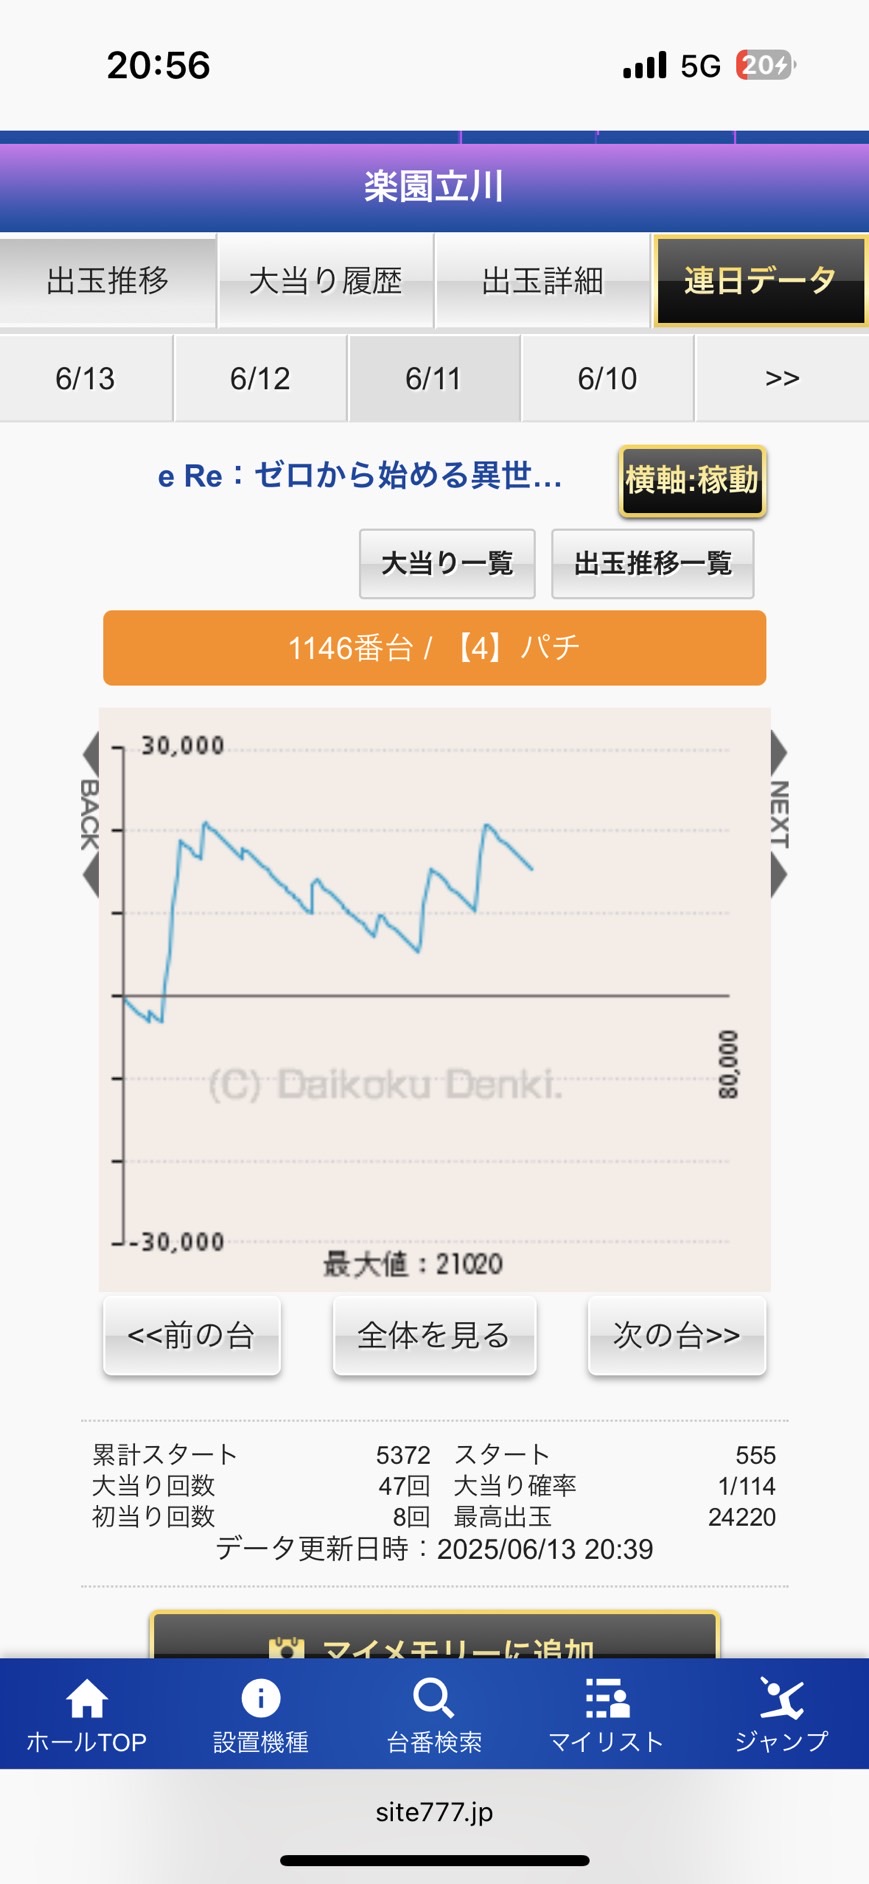 20:56
5G
20
楽園立川
出玉推移
大当り履歴
出玉詳細
連日データ
6/13
6/12
6/11
6/10
>>
e Re：ゼロから始める異世...
横軸:稼動
大当り一覧
出玉推移一覧
1146番台 / 【4】パチ
BACK
NEXT
30,000
80,000
(C) Daikoku Denki.
-30,000
最大値：21020
<<前の台
全体を見る
次の台>>
累計スタート 5372 スタート 555
大当り回数 47回 大当り確率 1/114
初当り回数 8回 最高出玉 24220
データ更新日時：2025/06/13 20:39
マイメモリーに追加
ホールTOP
設置機種
台番検索
マイリスト
ジャンプ
site777.jp